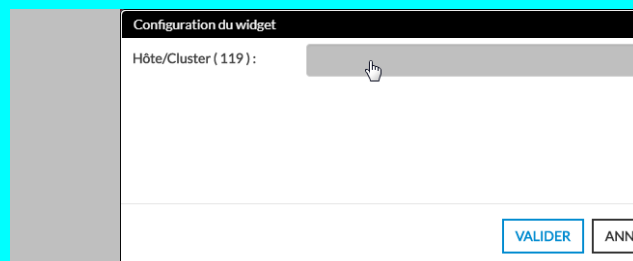 Configuration du widget
Hôte/Cluster ( 119 ) :
VALIDER
ANN